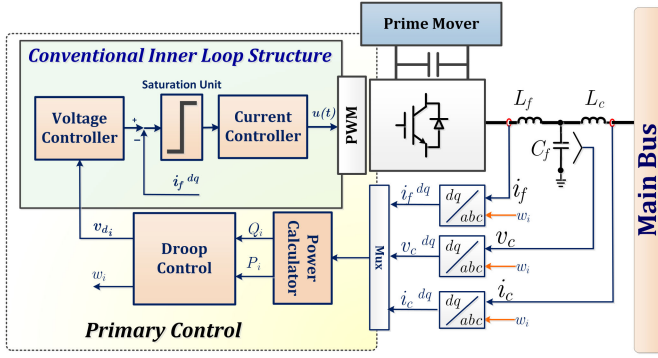 Prime Mover
Conventional Inner Loop Structure
Saturation Unit
Voltage
Controller
+
−
Current
Controller
u(t)
PWM
i_f^{dq}
L_f
L_c
C_f
Main Bus
v_{d_i}
w_i
Droop
Control
Q_i
P_i
Power
Calculator
Mux
i_f^{dq}
dq
abc
i_f
w_i
v_c^{dq}
dq
abc
v_c
w_i
i_c^{dq}
dq
abc
i_c
w_i
Primary Control